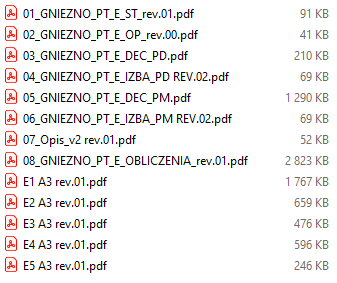 01_GNIEZNO_PT_E_ST_rev.01.pdf 91 KB
02_GNIEZNO_PT_E_OP_rev.00.pdf 41 KB
03_GNIEZNO_PT_E_DEC_PD.pdf 210 KB
04_GNIEZNO_PT_E_IZBA_PD REV.02.pdf 69 KB
05_GNIEZNO_PT_E_DEC_PM.pdf 1 290 KB
06_GNIEZNO_PT_E_IZBA_PM REV.02.pdf 69 KB
07_Opis_v2 rev.01.pdf 52 KB
08_GNIEZNO_PT_E_OBLICZENIA_rev.01.pdf 2 823 KB
E1 A3 rev.01.pdf 1 767 KB
E2 A3 rev.01.pdf 659 KB
E3 A3 rev.01.pdf 476 KB
E4 A3 rev.01.pdf 596 KB
E5 A3 rev.01.pdf 246 KB